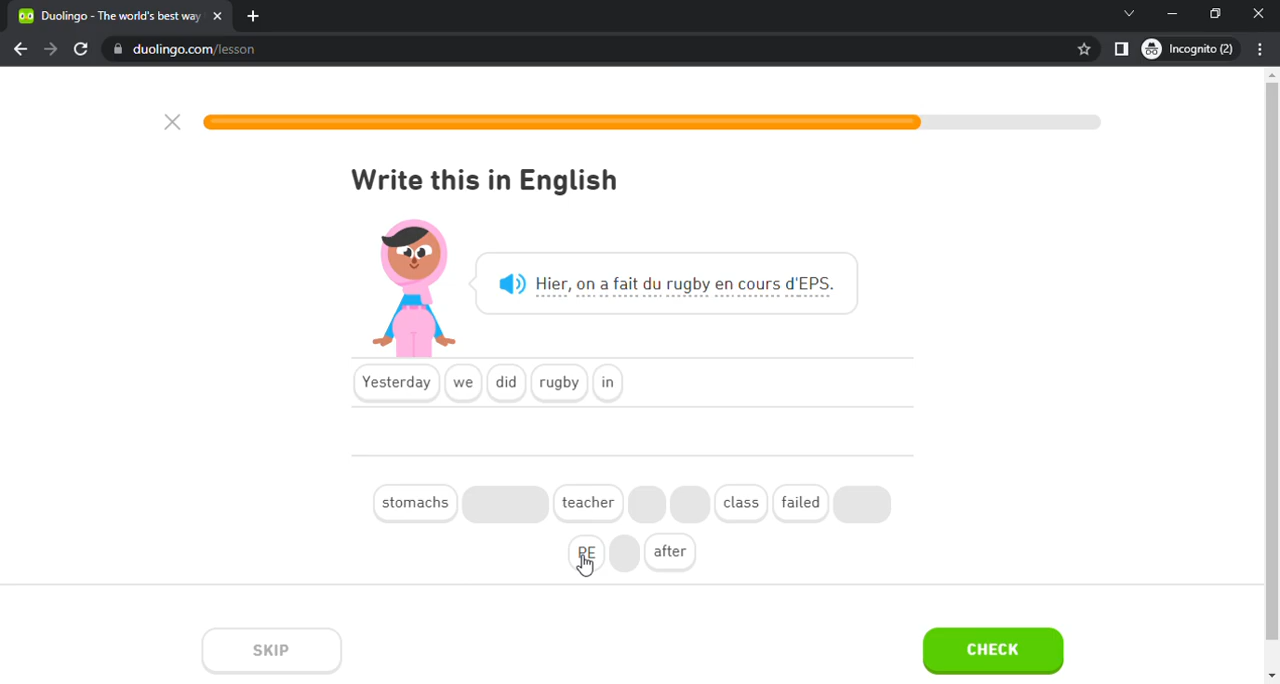 Duolingo - The world's best way
duolingo.com/lesson
Incognito (2)
Write this in English
Hier, on a fait du rugby en cours d'EPS.
Yesterday we did rugby in
stomachs teacher class failed
PE after
SKIP CHECK